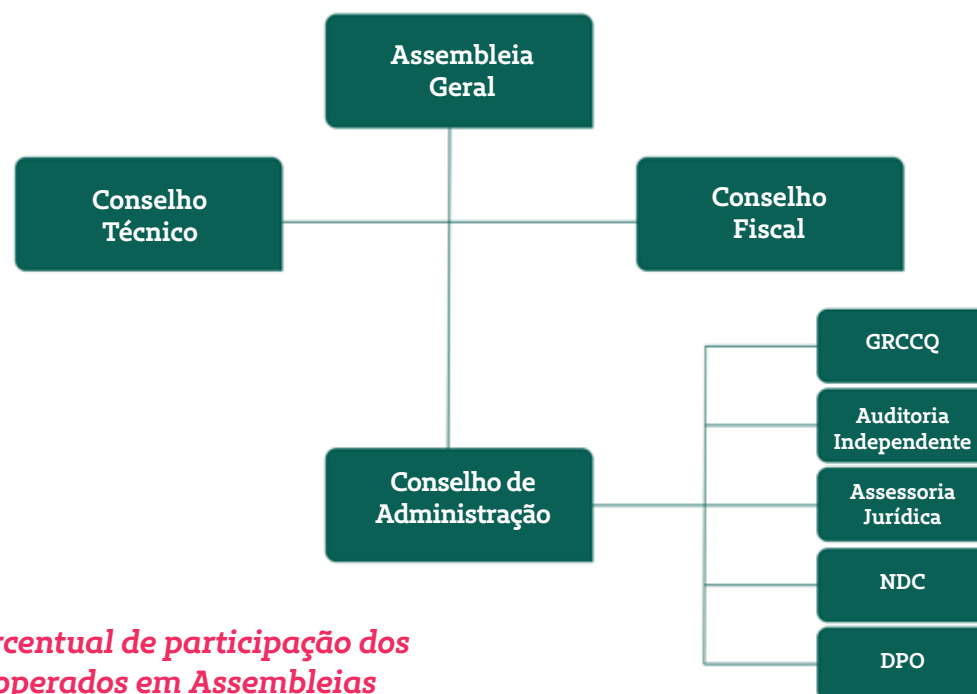 Assembleia
Geral
Conselho
Técnico
Conselho
Fiscal
GRCCQ
Auditoria
Independente
Conselho de
Administração
Assessoria
Jurídica
NDC
DPO
rcentual de participação dos
operados em Assembleias